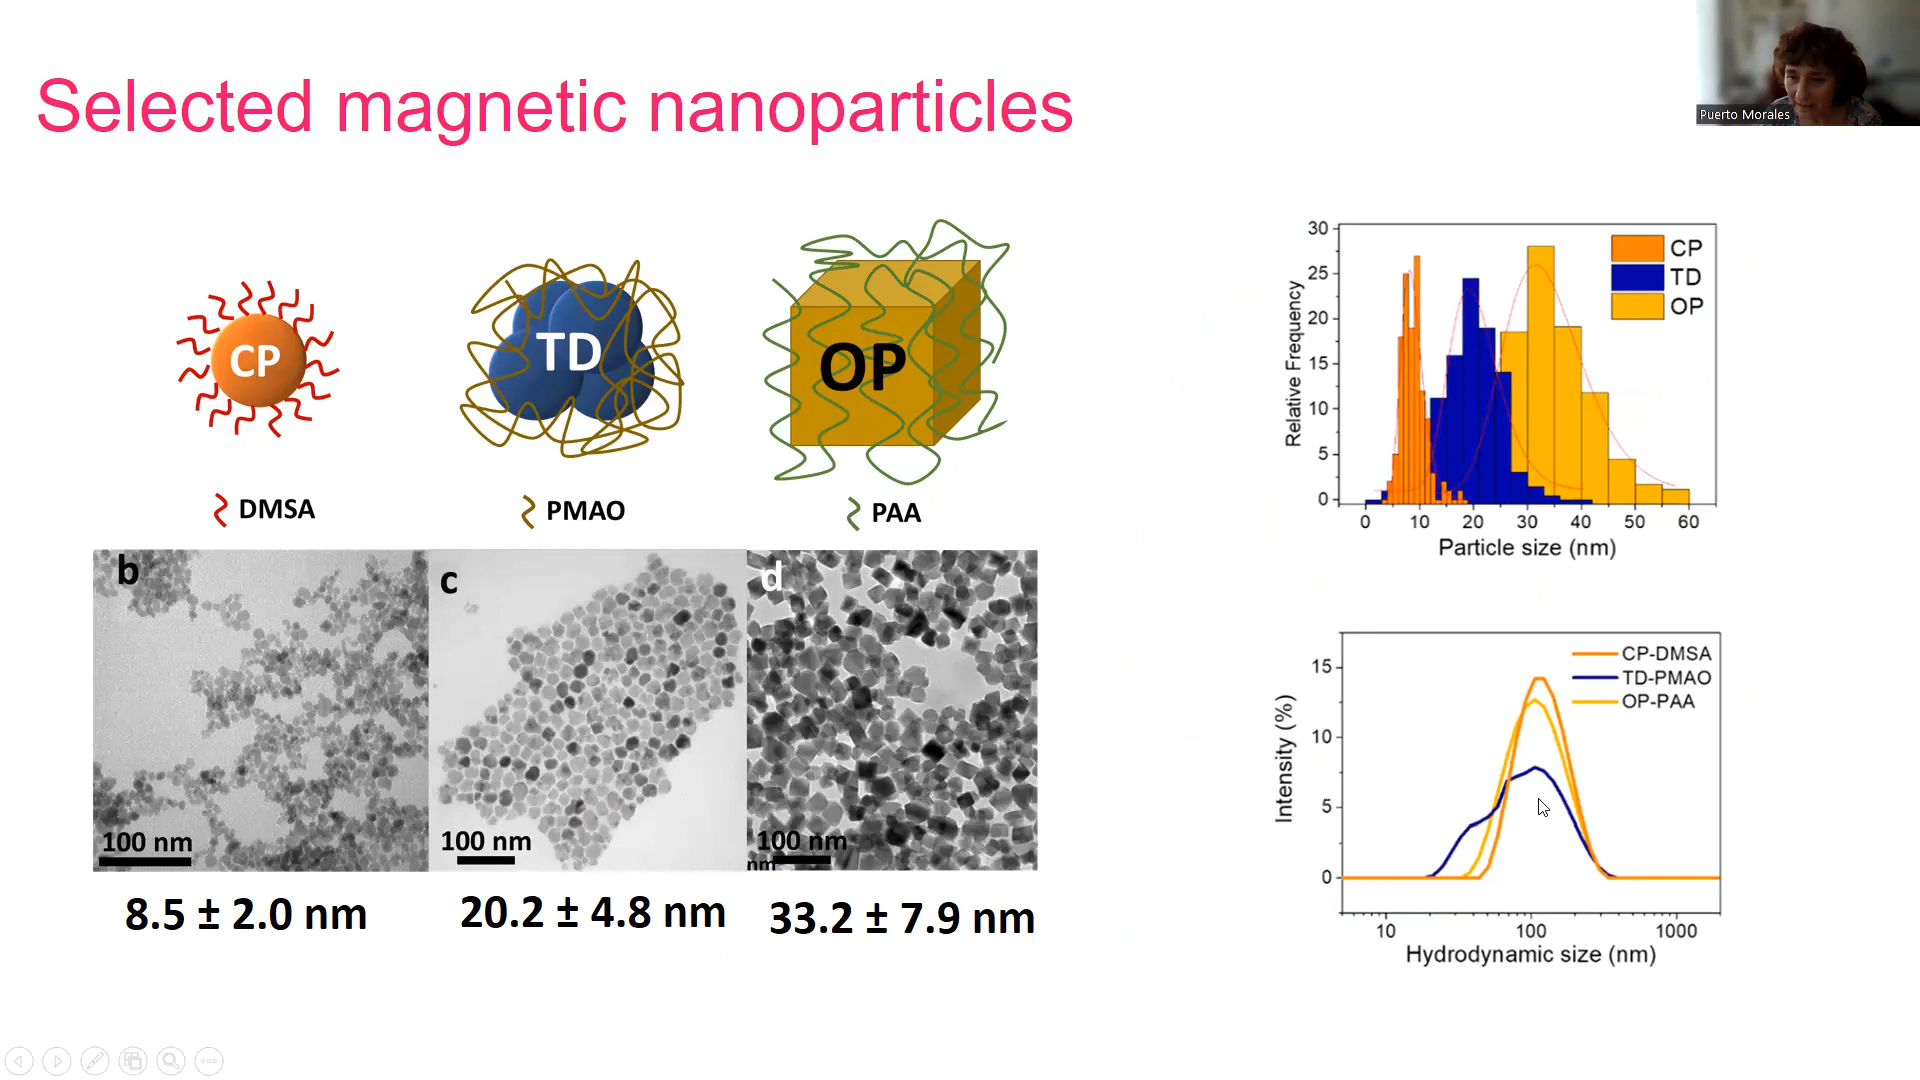 Selected magnetic nanoparticles
Puerto Morales
CP
TD
OP
DMSA
PMAO
PAA
b
c
d
100 nm
100 nm
100 nm
nm
8.5 ± 2.0 nm
20.2 ± 4.8 nm
33.2 ± 7.9 nm
Relative Frequency
30
25
20
15
10
5
0
CP
TD
OP
0 10 20 30 40 50 60
Particle size (nm)
Intensity (%)
15
10
5
0
CP-DMSA
TD-PMAO
OP-PAA
10 100 1000
Hydrodynamic size (nm)